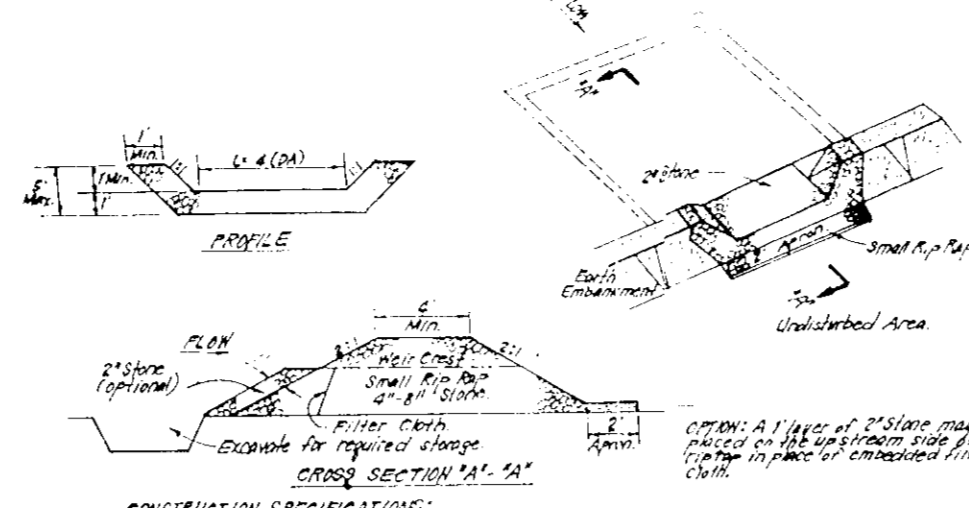 FLOW
"A"
1'
Min.
1:1
L= 4 (DA)
1:1
5'
Max.
1' Min.
1'
PROFILE
2" Stone
Apron.
Small Rip Rap
Earth
Embankment
"A"
Undisturbed Area.
Min.
FLOW
2:1
2:1
2" Stone
(optional)
Weir Crest
Small Rip Rap
4"-8" Stone.
Filter Cloth.
Excavate for required storage.
2'
Apron.
CROSS SECTION "A"-"A"
OPTION: A 1' layer of 2" Stone may
placed on the upstream side of
riprap in place of embedded fil
cloth.
CONSTRUCTION SPECIFICATIONS: